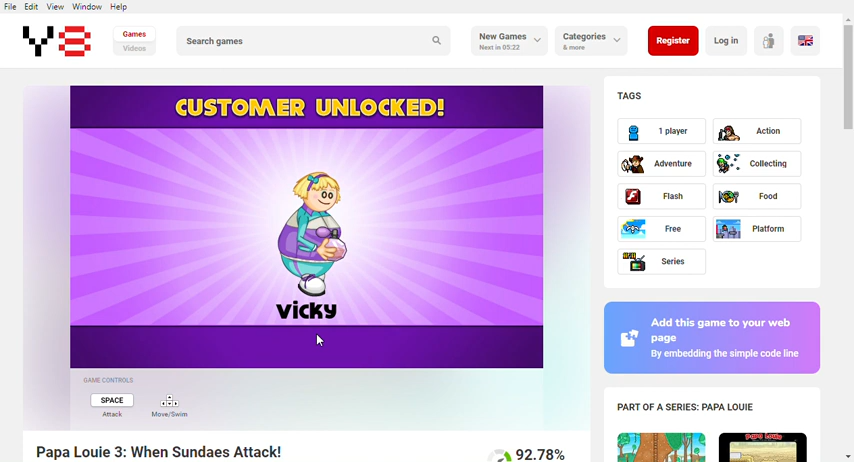 File Edit View Window Help
Y8
Games
Videos
Search games
New Games
Next in 05:22
Categories
& more
Register
Log in
CUSTOMER UNLOCKED!
vicky
GAME CONTROLS
SPACE
Attack
Move/Swim
Papa Louie 3: When Sundaes Attack!
92.78%
TAGS
1 player
Action
Adventure
Collecting
Flash
Food
Free
Platform
Series
Add this game to your web
page
By embedding the simple code line
PART OF A SERIES: PAPA LOUIE
Papa Louie